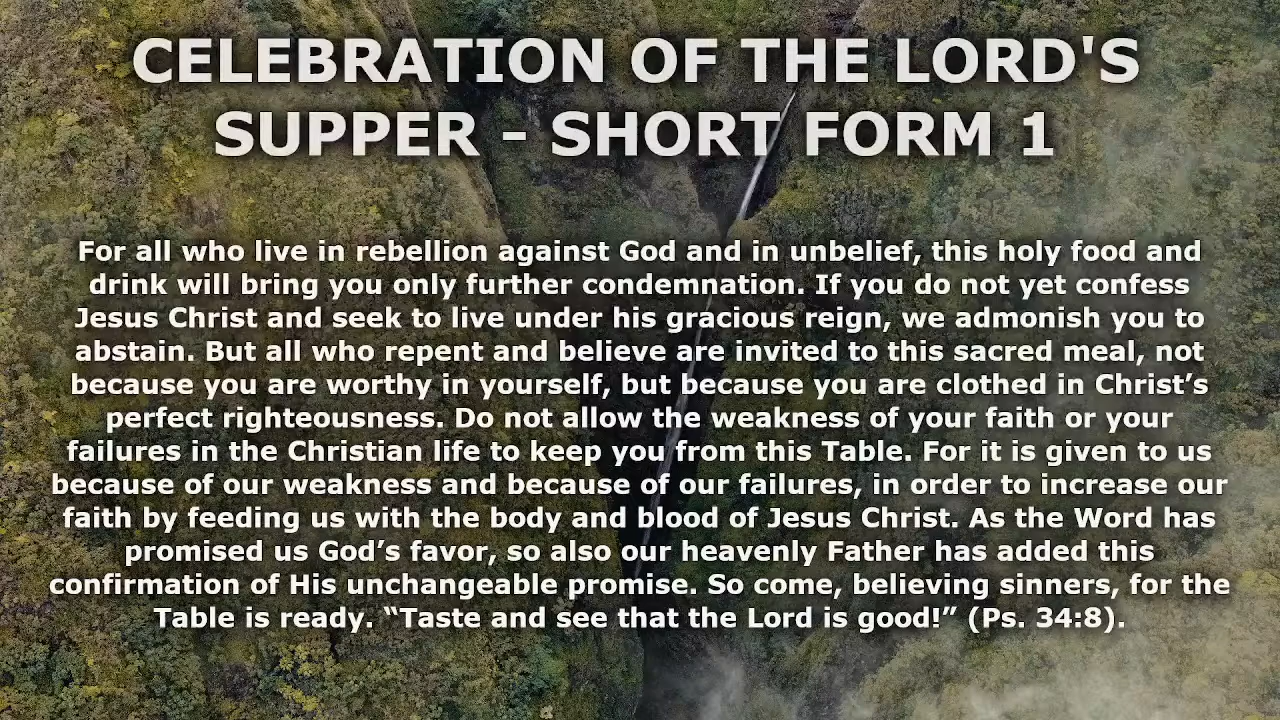 CELEBRATION OF THE LORD'S
SUPPER - SHORT FORM 1
For all who live in rebellion against God and in unbelief, this holy food and
drink will bring you only further condemnation. If you do not yet confess
Jesus Christ and seek to live under his gracious reign, we admonish you to
abstain. But all who repent and believe are invited to this sacred meal, not
because you are worthy in yourself, but because you are clothed in Christ’s
perfect righteousness. Do not allow the weakness of your faith or your
failures in the Christian life to keep you from this Table. For it is given to us
because of our weakness and because of our failures, in order to increase our
faith by feeding us with the body and blood of Jesus Christ. As the Word has
promised us God’s favor, so also our heavenly Father has added this
confirmation of His unchangeable promise. So come, believing sinners, for the
Table is ready. “Taste and see that the Lord is good!” (Ps. 34:8).